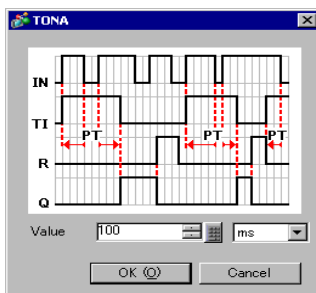 TONA
IN
TI
PT PT PT
R
Q
Value 100 ms
OK (O) Cancel